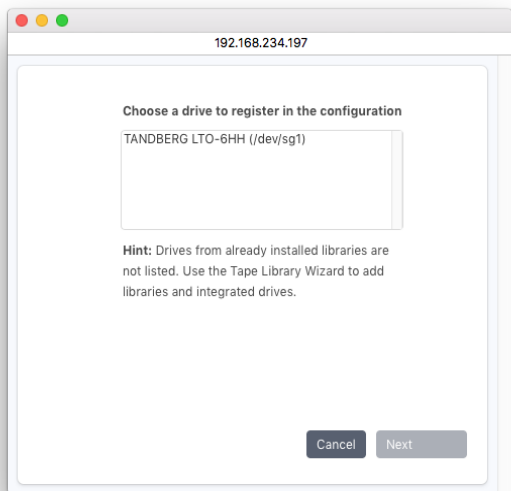 192.168.234.197
Choose a drive to register in the configuration
TANDBERG LTO-6HH (/dev/sg1)
Hint: Drives from already installed libraries are
not listed. Use the Tape Library Wizard to add
libraries and integrated drives.
Cancel Next